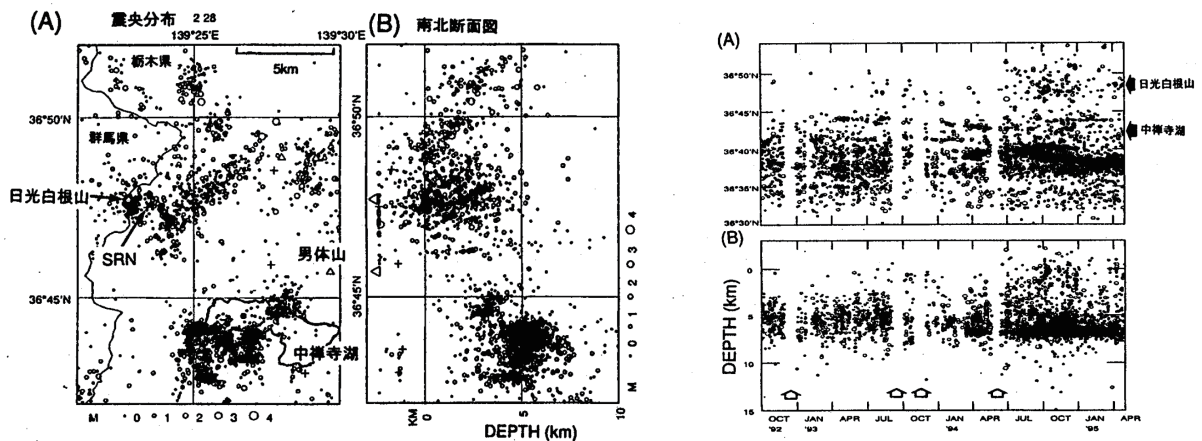 (A) 震央分布 2 28
139°25'E 139°30'E
5km
栃木県
36°50'N
群馬県
日光白根山
SRN
男体山
36°45'N
中禅寺湖
M 0 1 2 3 4
(B) 南北断面図
36°50'N
36°45'N
KM 0 5 10
DEPTH (km)
M 0 1 2 3 4
(A)
36°50'N
日光白根山
36°45'N
中禅寺湖
36°40'N
36°35'N
36°30'N
(B)
0
5
10
15
DEPTH (km)
OCT JAN APR JUL OCT JAN APR JUL OCT JAN APR
'92 '93 '94 '95